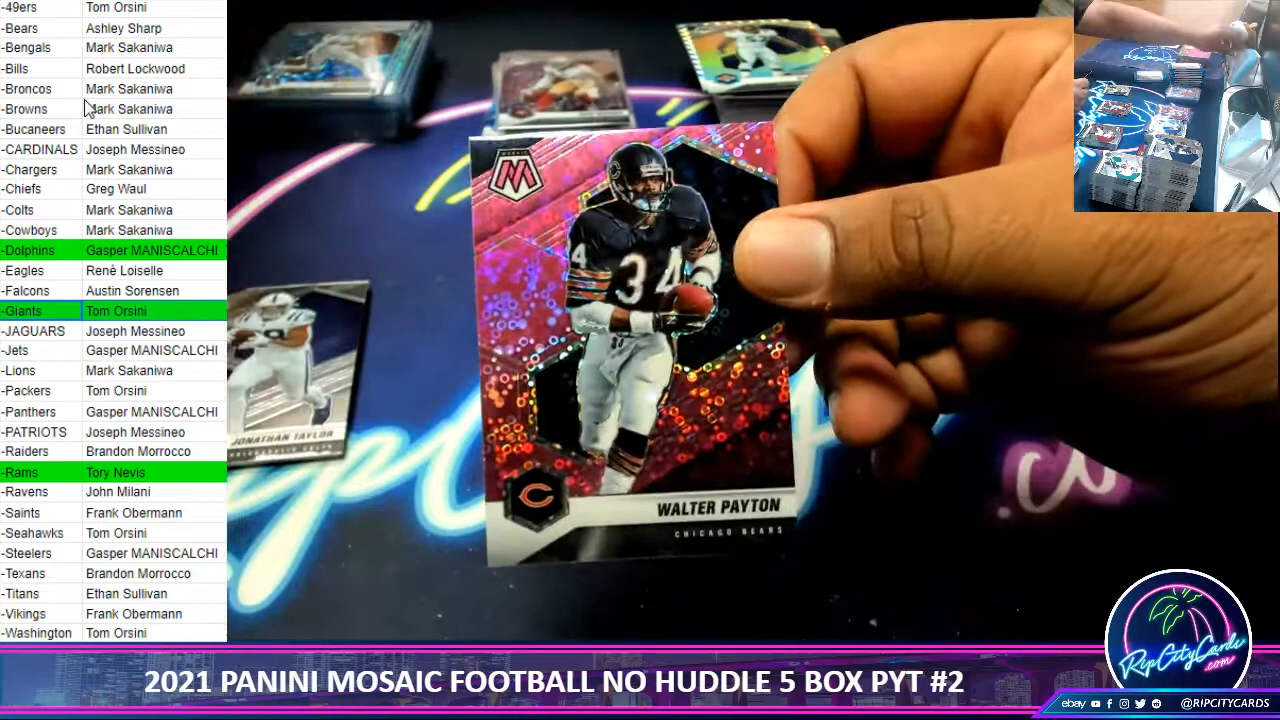 -49ers Tom Orsini
-Bears Ashley Sharp
-Bengals Mark Sakaniwa
-Bills Robert Lockwood
-Broncos Mark Sakaniwa
-Browns Mark Sakaniwa
-Bucaneers Ethan Sullivan
-CARDINALS Joseph Messineo
-Chargers Mark Sakaniwa
-Chiefs Greg Waul
-Colts Mark Sakaniwa
-Cowboys Mark Sakaniwa
-Dolphins Gasper MANISCALCHI
-Eagles René Loiselle
-Falcons Austin Sorensen
-Giants Tom Orsini
-JAGUARS Joseph Messineo
-Jets Gasper MANISCALCHI
-Lions Mark Sakaniwa
-Packers Tom Orsini
-Panthers Gasper MANISCALCHI
-PATRIOTS Joseph Messineo
-Raiders Brandon Morrocco
-Rams Tory Nevis
-Ravens John Milani
-Saints Frank Obermann
-Seahawks Tom Orsini
-Steelers Gasper MANISCALCHI
-Texans Brandon Morrocco
-Titans Ethan Sullivan
-Vikings Frank Obermann
-Washington Tom Orsini
MOSAIC
M
34
4
C
WALTER PAYTON
CHICAGO BEARS
JONATHAN TAYLOR
INDIANAPOLIS COLTS
RipCityCards
.com
2021 PANINI MOSAIC FOOTBALL NO HUDDLE 5 BOX PYT #2
ebay @RIPCITYCARDS